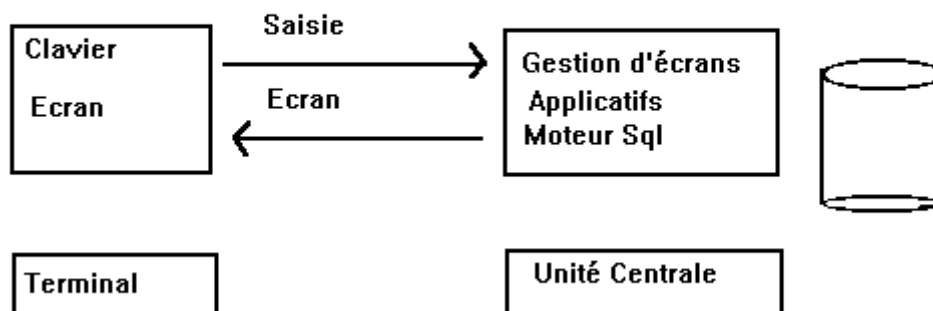 Clavier
Ecran
Saisie
Ecran
Gestion d'écrans
Applicatifs
Moteur Sql
Terminal
Unité Centrale